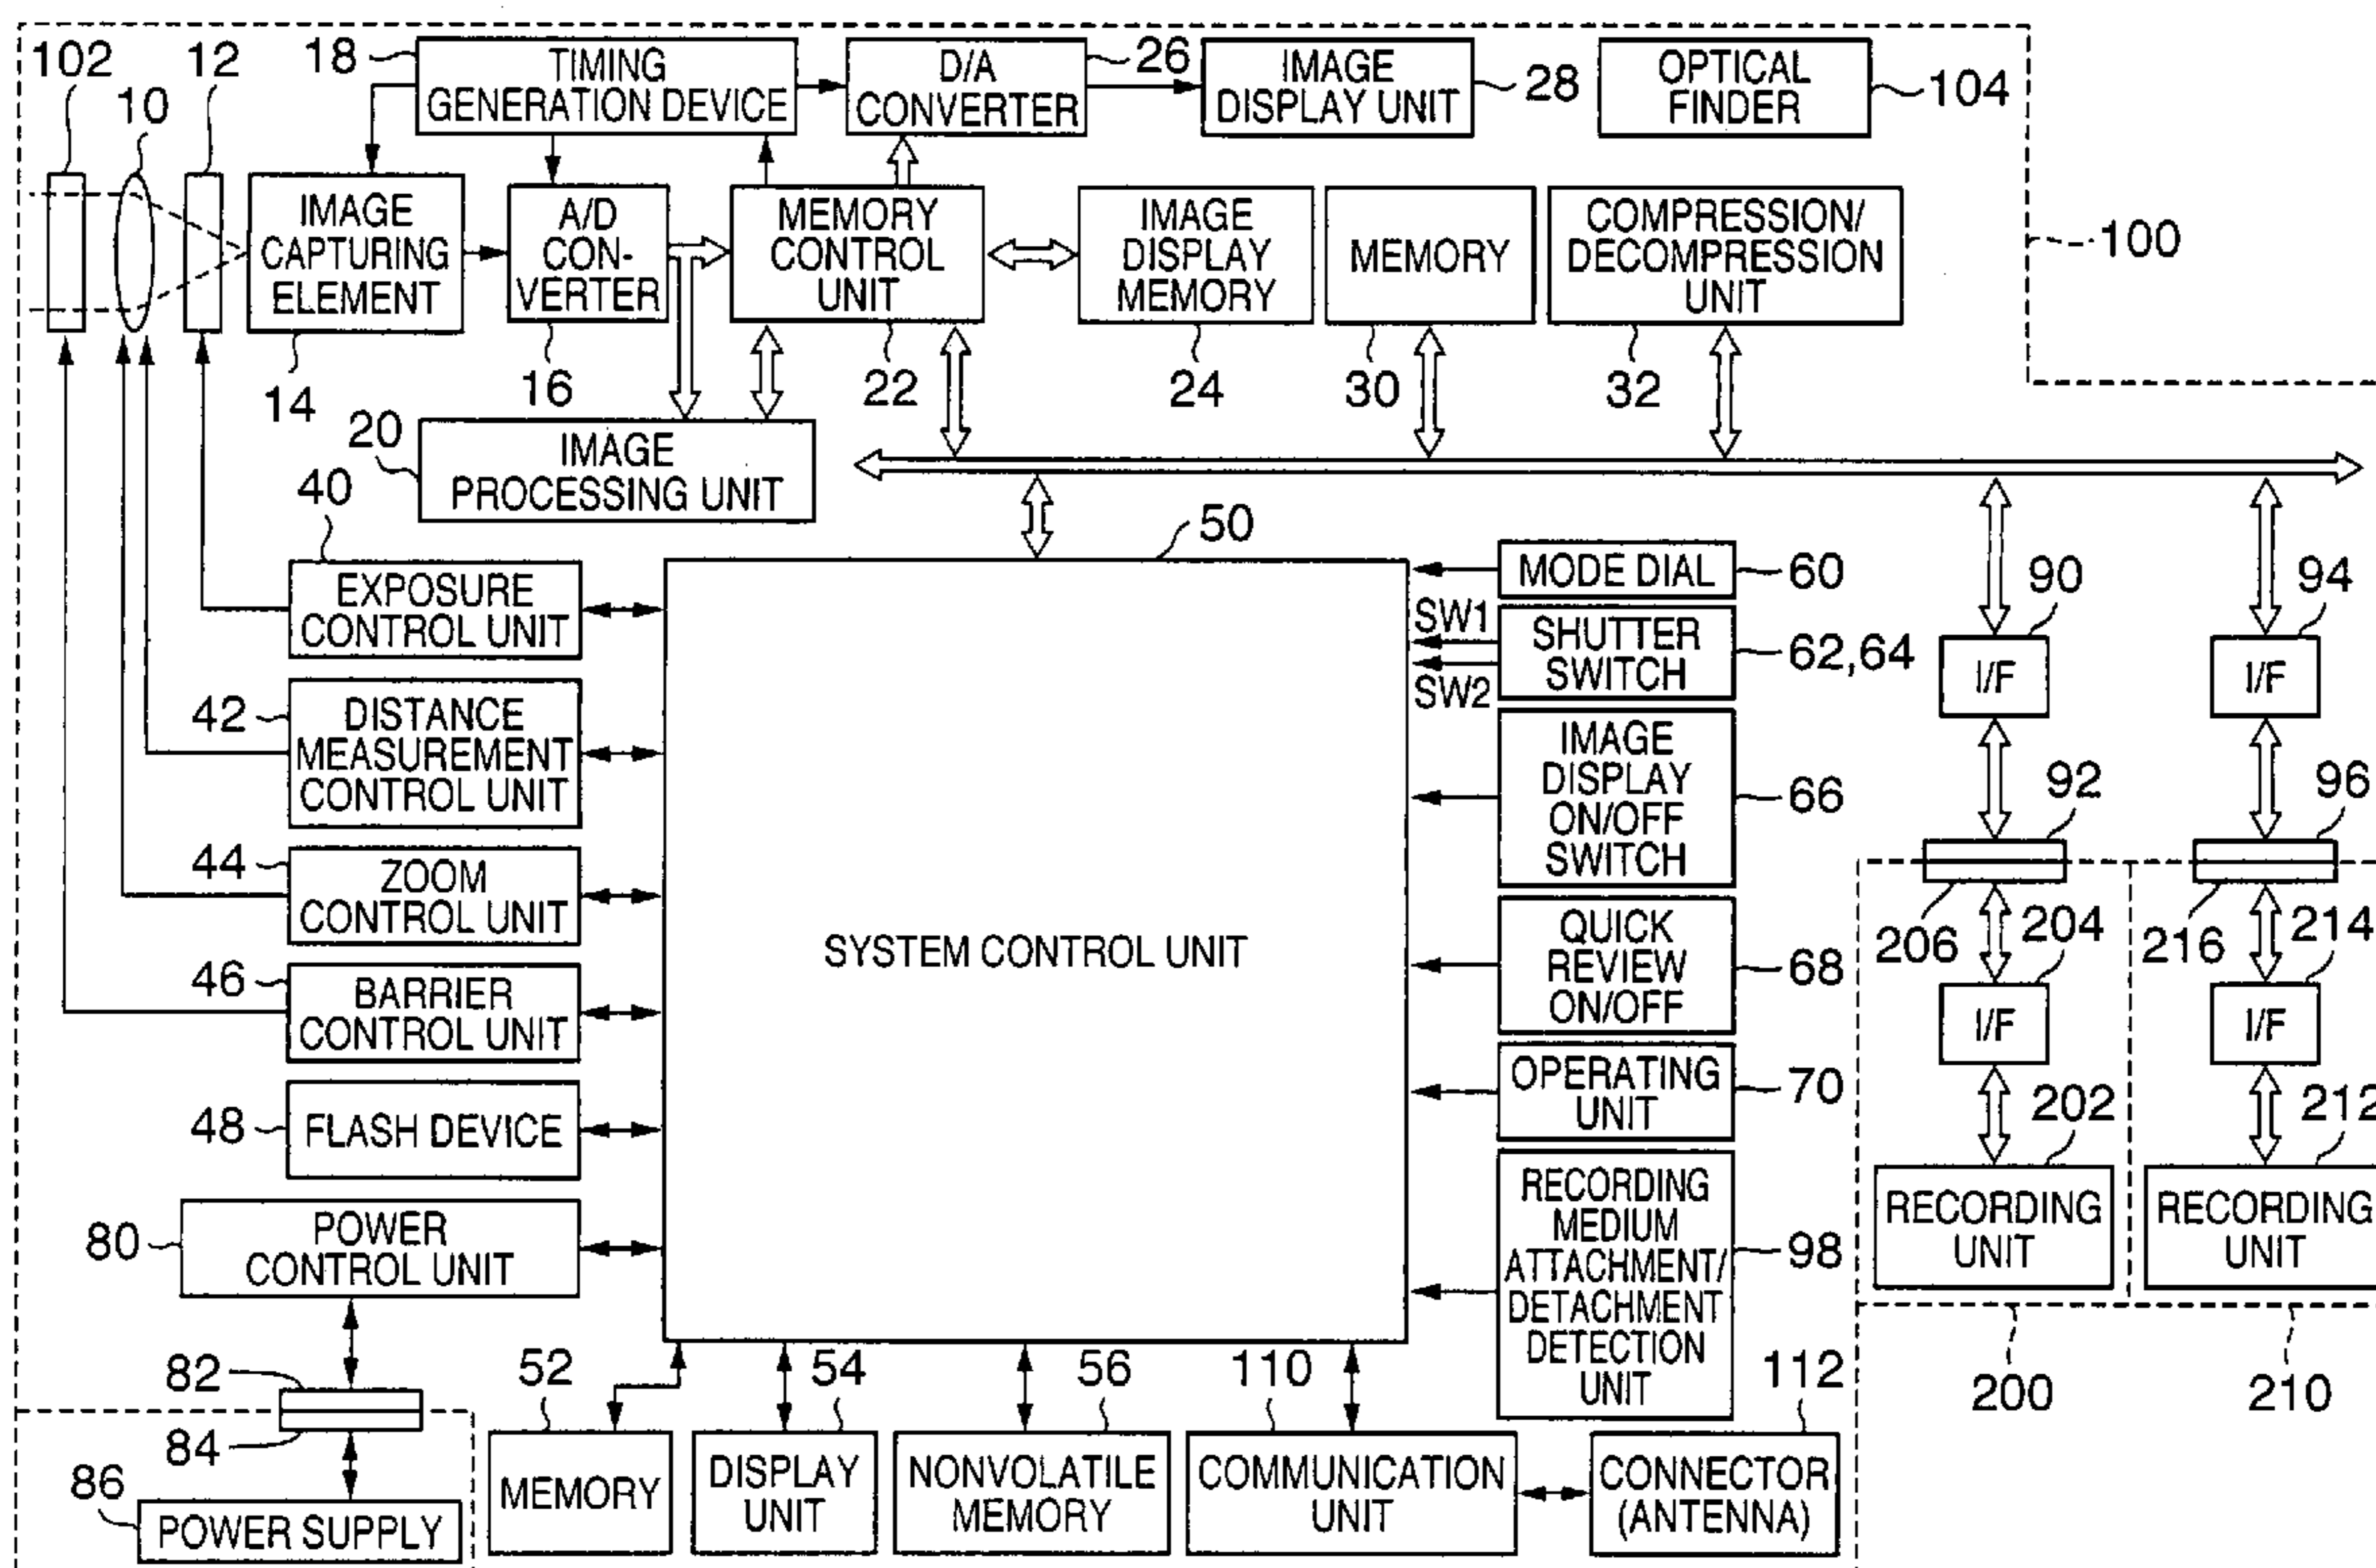 102
10
12
18
TIMING
GENERATION DEVICE
D/A
CONVERTER
26
IMAGE
DISPLAY UNIT
28
OPTICAL
FINDER
104
IMAGE
CAPTURING
ELEMENT
14
A/D
CON-
VERTER
16
MEMORY
CONTROL
UNIT
22
IMAGE
DISPLAY
MEMORY
24
MEMORY
30
COMPRESSION/
DECOMPRESSION
UNIT
32
100
20
IMAGE
PROCESSING UNIT
40
EXPOSURE
CONTROL UNIT
42
DISTANCE
MEASUREMENT
CONTROL UNIT
44
ZOOM
CONTROL UNIT
46
BARRIER
CONTROL UNIT
48
FLASH DEVICE
80
POWER
CONTROL UNIT
82
84
86
POWER SUPPLY
50
SYSTEM CONTROL UNIT
MODE DIAL
60
SW1
SW2
SHUTTER
SWITCH
62,64
IMAGE
DISPLAY
ON/OFF
SWITCH
66
QUICK
REVIEW
ON/OFF
68
OPERATING
UNIT
70
RECORDING
MEDIUM
ATTACHMENT/
DETACHMENT
DETECTION
UNIT
98
90
I/F
92
206
204
I/F
202
RECORDING
UNIT
200
94
I/F
96
216
214
I/F
212
RECORDING
UNIT
210
52
MEMORY
54
DISPLAY
UNIT
56
NONVOLATILE
MEMORY
110
COMMUNICATION
UNIT
112
CONNECTOR
(ANTENNA)